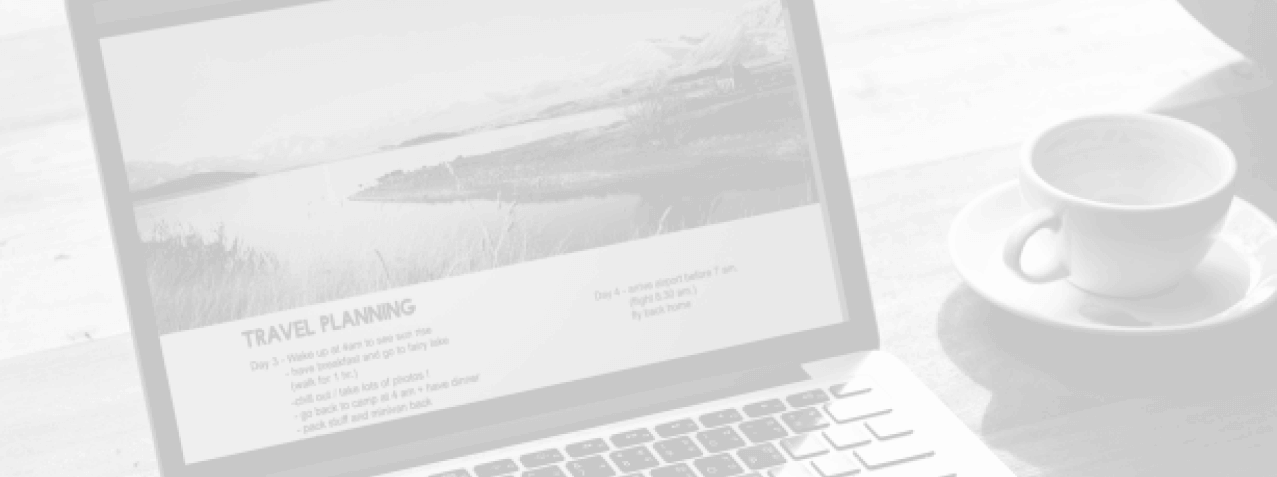 TRAVEL PLANNING
Day 3 - Wake up at 4am to see sun rise
- have breakfast and go to fairy lake
(walk for 1 hr.)
-chill out / take lots of photos !
- go back to camp at 4 am + have dinner
- pack stuff and minivan back
Day 4 - arrive airport before 7 am.
(flight 8.30 am.)
fly back home